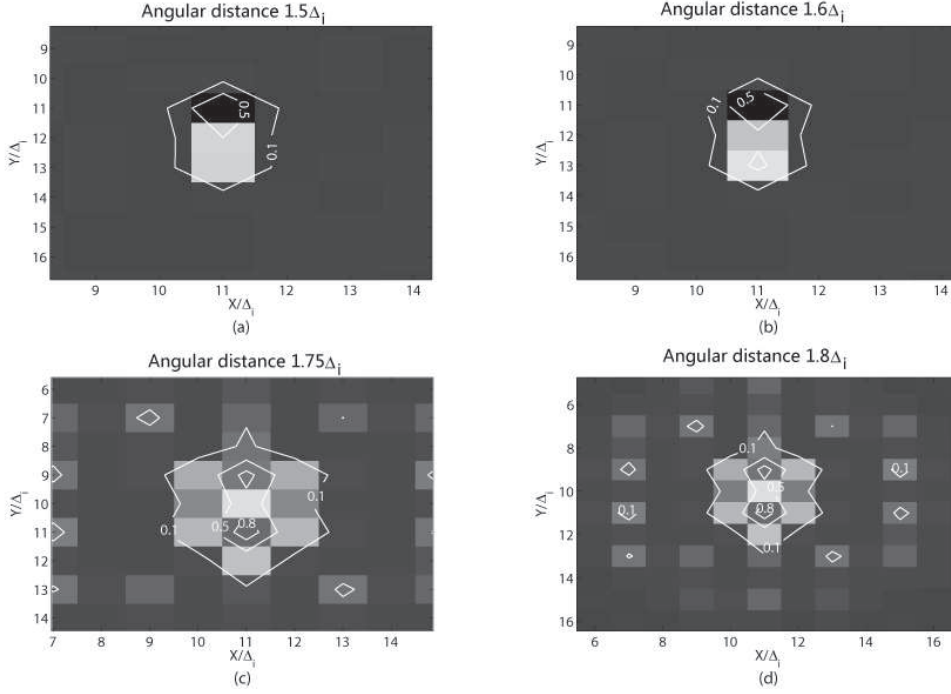 Angular distance 1.5Δi
9
10
11
12
13
14
15
16
Y/Δi
0.5
0.1
9 10 11 12 13 14
X/Δi
(a)
Angular distance 1.6Δi
9
10
11
12
13
14
15
16
Y/Δi
0.1
0.5
9 10 11 12 13 14
X/Δi
(b)
Angular distance 1.75Δi
6
7
8
9
10
11
12
13
14
Y/Δi
0.1
0.1 0.5 0.8
7 8 9 10 11 12 13 14
X/Δi
(c)
Angular distance 1.8Δi
6
8
10
12
14
16
Y/Δi
0.1
0.1
0.5
0.1 0.8
0.1
6 8 10 12 14 16
X/Δi
(d)